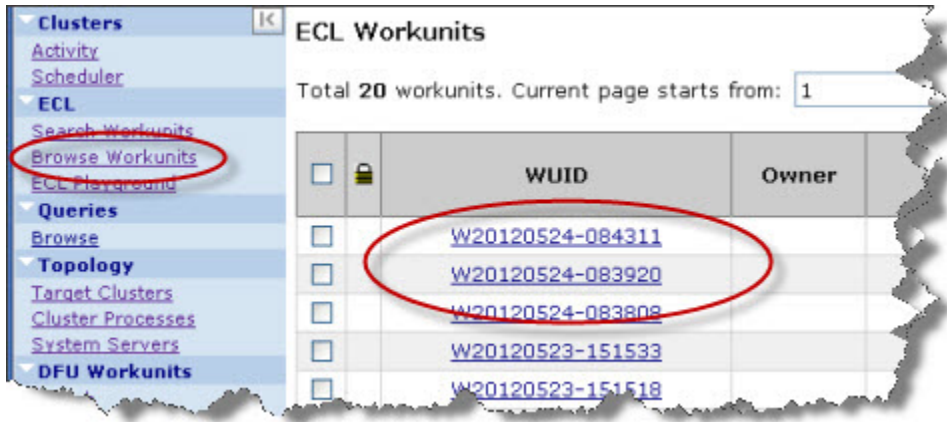 Clusters
Activity
Scheduler
ECL
Search Workunits
Browse Workunits
ECL Playground
Queries
Browse
Topology
Target Clusters
Cluster Processes
System Servers
DFU Workunits
ECL Workunits
Total 20 workunits. Current page starts from: 1
WUID Owner
W20120524-084311
W20120524-083920
W20120524-083808
W20120523-151533
W20120523-151518